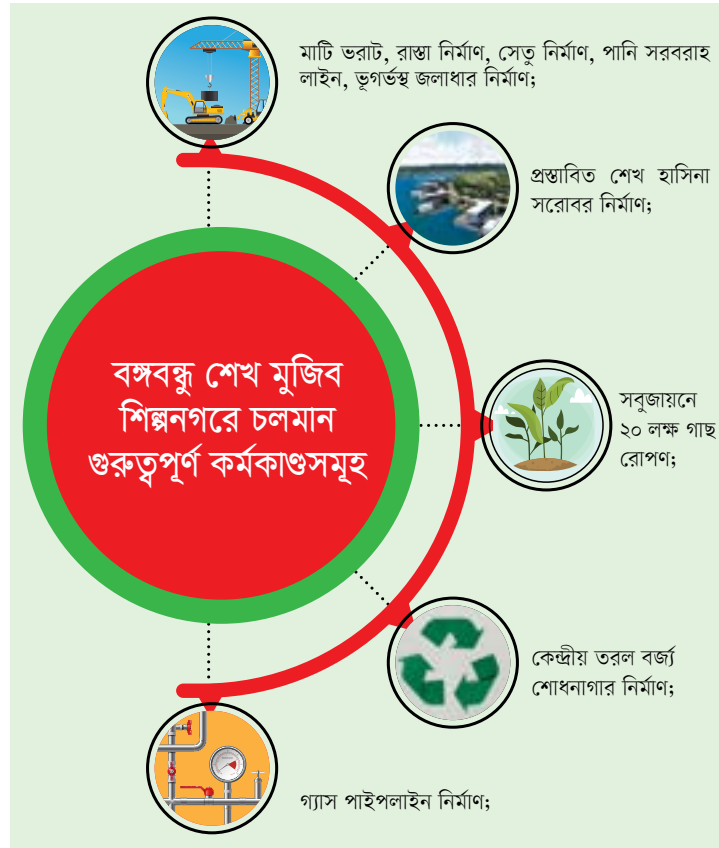 মাটি ভরাট, রাস্তা নির্মাণ, সেতু নির্মাণ, পানি সরবরাহ
লাইন, ভূগর্ভস্থ জলাধার নির্মাণ;
প্রস্তাবিত শেখ হাসিনা
সরোবর নির্মাণ;
বঙ্গবন্ধু শেখ মুজিব
শিল্পনগরে চলমান
গুরুত্বপূর্ণ কর্মকাণ্ডসমূহ
সবুজায়নে
২০ লক্ষ গাছ
রোপণ;
কেন্দ্রীয় তরল বর্জ্য
শোধনাগার নির্মাণ;
গ্যাস পাইপলাইন নির্মাণ;